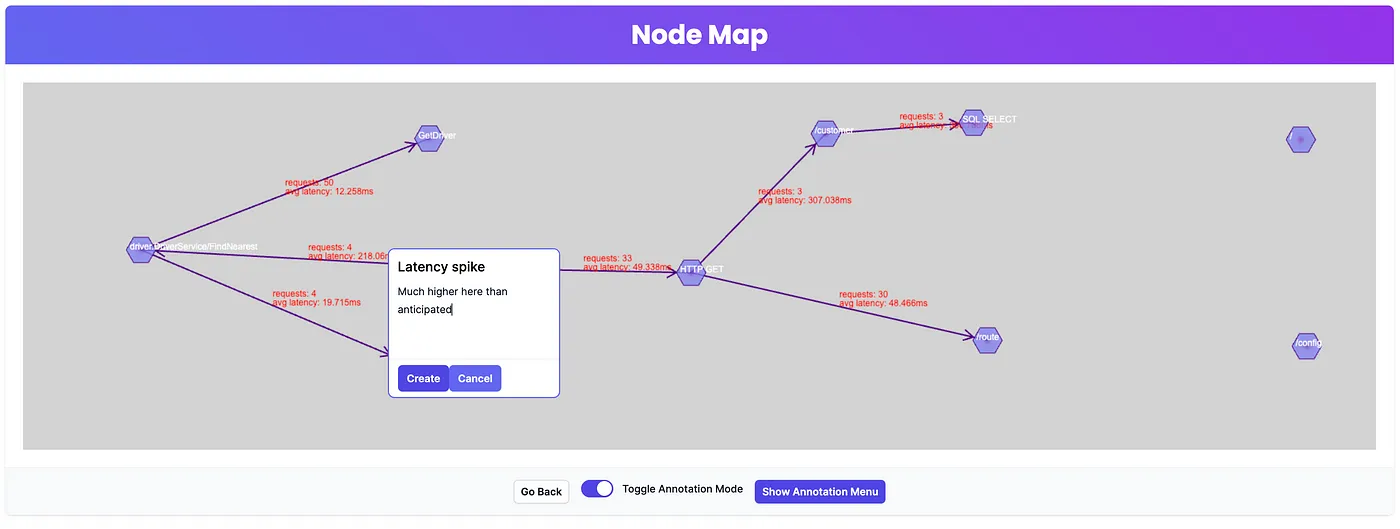 Node Map
GetDriver
requests: 50
avg latency: 12.258ms
driver.DriverService/FindNearest
requests: 4
avg latency: 218.06
requests: 4
avg latency: 19.715ms
Latency spike
Much higher here than
anticipated
Create Cancel
requests: 33
avg latency: 49.338ms
HTTP GET
requests: 3
avg latency: 307.038ms
/customer
requests: 3
avg latency:
SQL SELECT
requests: 30
avg latency: 48.466ms
/route
/
/config
Go Back Toggle Annotation Mode Show Annotation Menu